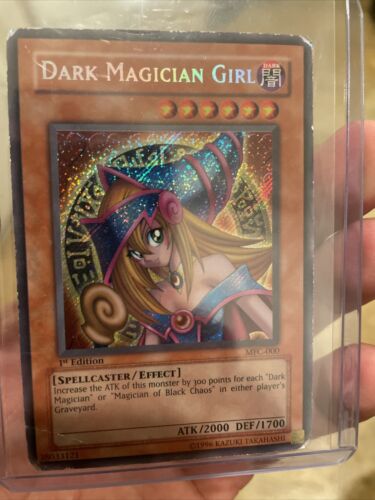 DARK MAGICIAN GIRL
DARK
闇
MFC-000
1st Edition
[SPELLCASTER/EFFECT]
Increase the ATK of this monster by 300 points for each "Dark
Magician" or "Magician of Black Chaos" in either player's
Graveyard.
ATK/2000 DEF/1700
©1996 KAZUKI TAKAHASHI